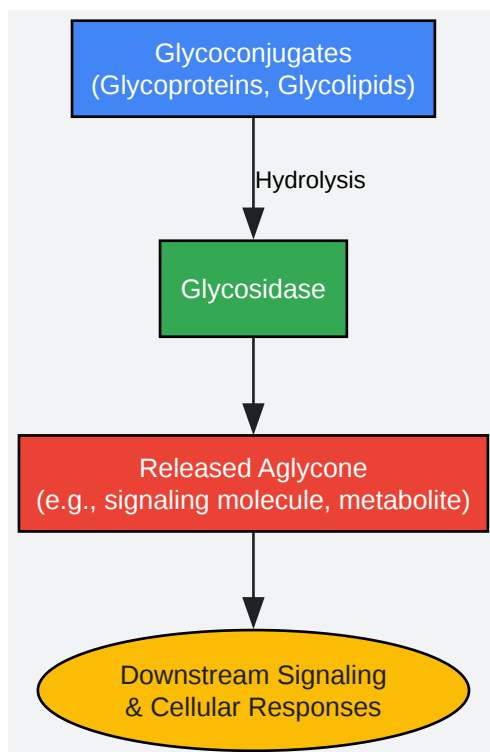 Glycoconjugates
(Glycoproteins, Glycolipids)
Hydrolysis
Glycosidase
Released Aglycone
(e.g., signaling molecule, metabolite)
Downstream Signaling
& Cellular Responses